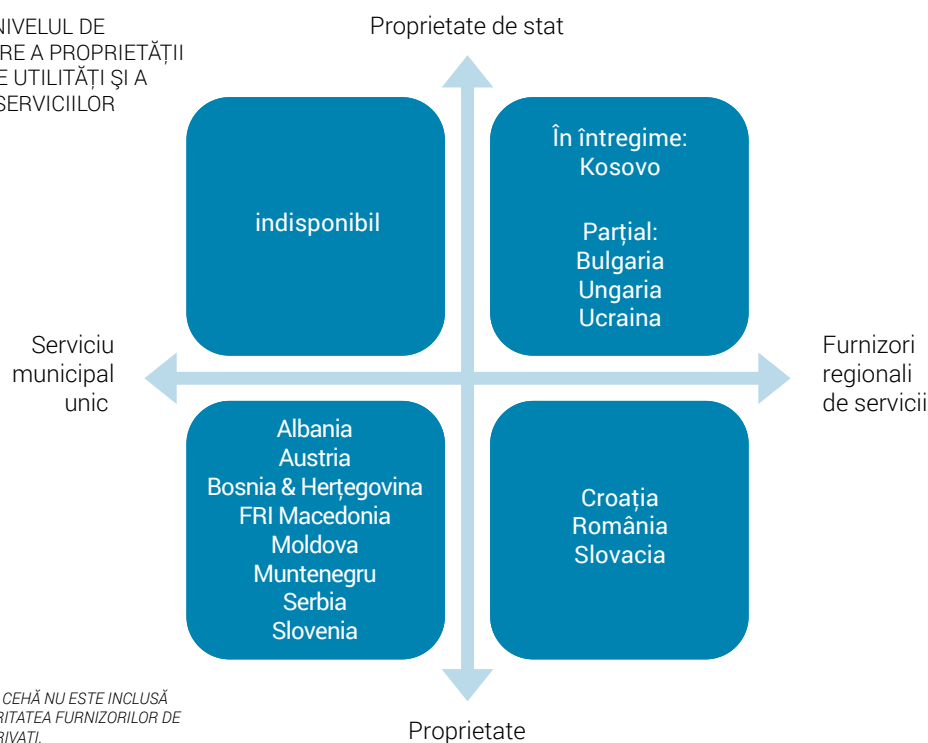 NIVELUL DE
RE A PROPRIETĂȚII
E UTILITĂȚI ŞI A
SERVICIILOR
Proprietate de stat
indisponibil
În întregime:
Kosovo
Parțial:
Bulgaria
Ungaria
Ucraina
Serviciu
municipal
unic
Furnizori
regionali
de servicii
Albania
Austria
Bosnia & Herțegovina
FRI Macedonia
Moldova
Muntenegru
Serbia
Slovenia
Croația
România
Slovacia
CEHĂ NU ESTE INCLUSĂ
RITATEA FURNIZORILOR DE
RIVAȚI.
Proprietate